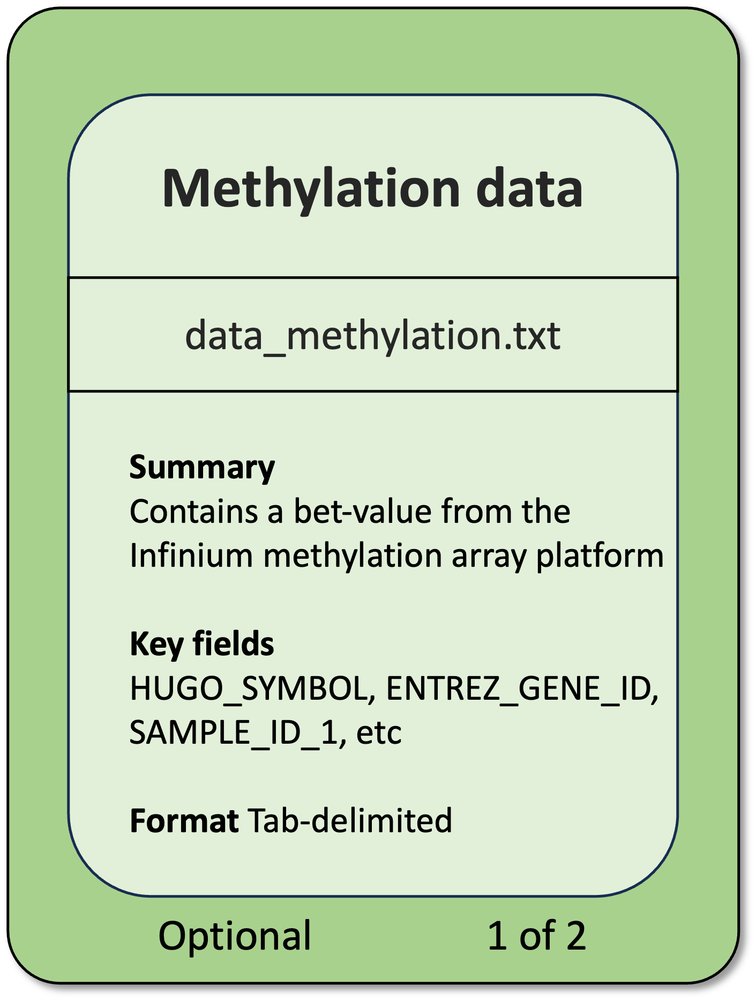 Methylation data
data_methylation.txt
Summary
Contains a bet-value from the
Infinium methylation array platform
Key fields
HUGO_SYMBOL, ENTREZ_GENE_ID,
SAMPLE_ID_1, etc
Format Tab-delimited
Optional 1 of 2